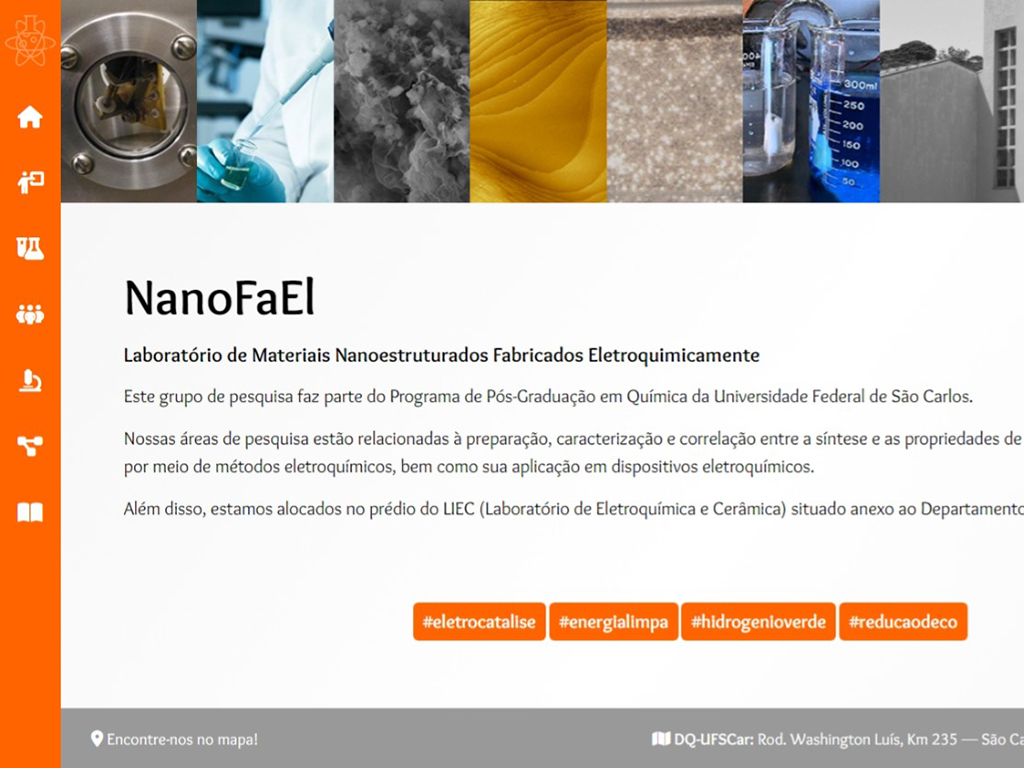 300ml
250
200
150
100
50
NanoFaEl
Laboratório de Materiais Nanoestruturados Fabricados Eletroquimicamente
Este grupo de pesquisa faz parte do Programa de Pós-Graduação em Química da Universidade Federal de São Carlos.
Nossas áreas de pesquisa estão relacionadas à preparação, caracterização e correlação entre a síntese e as propriedades de
por meio de métodos eletroquímicos, bem como sua aplicação em dispositivos eletroquímicos.
Além disso, estamos alocados no prédio do LIEC (Laboratório de Eletroquímica e Cerâmica) situado anexo ao Departamento
#eletrocatalise #energialimpa #hidrogenioverde #reducaodeco
Encontre-nos no mapa! DQ-UFSCar: Rod. Washington Luís, Km 235 — São Ca